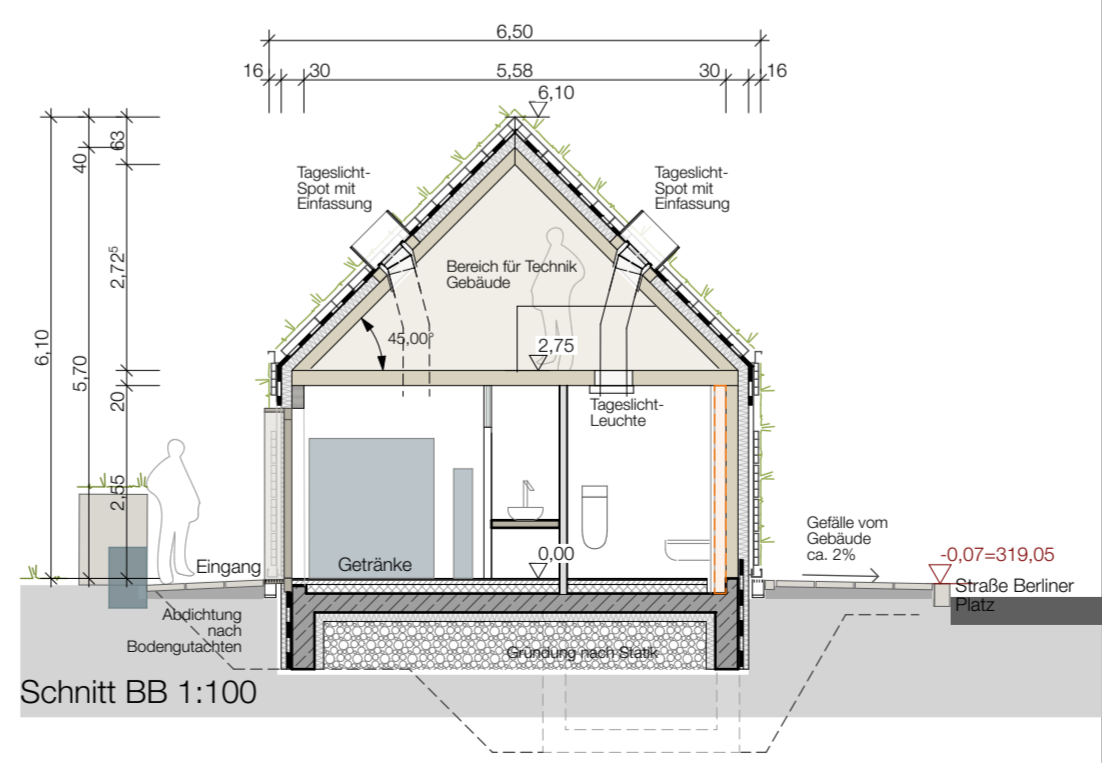 6,50
16 30 5,58 30 16
6,10
63
40
2,72⁵
6,10
5,70
20
2,55
Tageslicht-
Spot mit
Einfassung
Tageslicht-
Spot mit
Einfassung
Bereich für Technik
Gebäude
45,00°
2,75
Tageslicht-
Leuchte
Gefälle vom
Gebäude
ca. 2%
0,00
-0,07=319,05
Eingang
Getränke
Straße Berliner
Platz
Abdichtung
nach
Bodengutachten
Gründung nach Statik
Schnitt BB 1:100